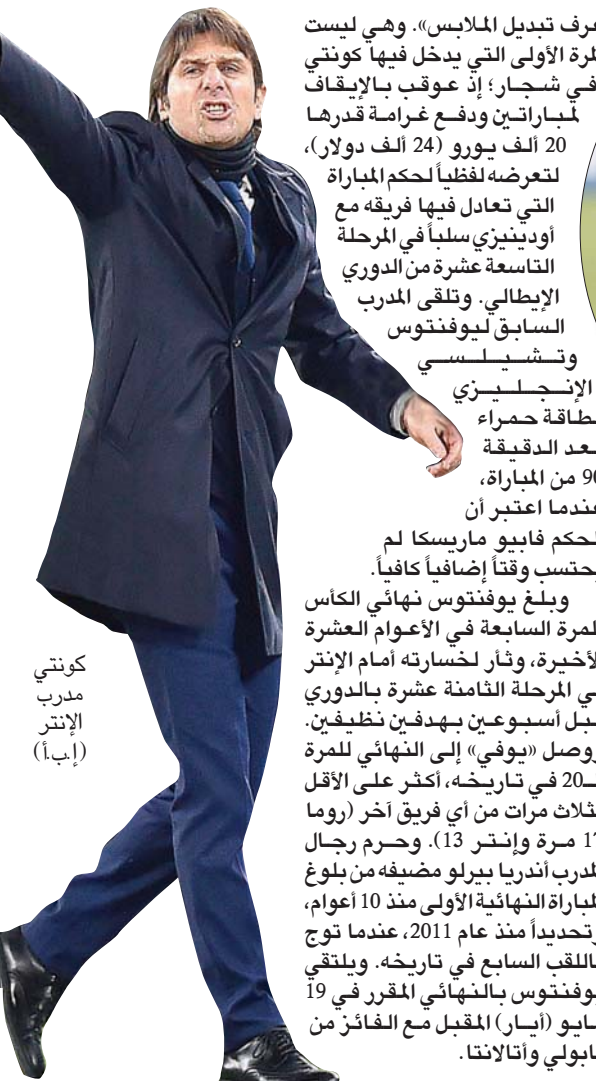 غرف تبديل الملابس». وهي ليست
المرة الأولى التي يدخل فيها كونتي
في شجار؛ إذ عوقب بالإيقاف
لمباراتين ودفع غرامة قدرها
20 ألف يورو (24 ألف دولار)،
لتعرضه لفظياً لحكم المباراة
التي تعادل فيها فريقه مع
أودينيزي سلباً في المرحلة
التاسعة عشرة من الدوري
الإيطالي. وتلقى المدرب
السابق ليوفنتوس
وتشيلسي
الإنجليزي
بطاقة حمراء
بعد الدقيقة
90 من المباراة،
عندما اعتبر أن
الحكم فابيو ماريسكا لم
يحتسب وقتاً إضافياً كافياً.
وبلغ يوفنتوس نهائي الكأس
للمرة السابعة في الأعوام العشرة
الأخيرة، وثأر لخسارته أمام الإنتر
في المرحلة الثامنة عشرة بالدوري
قبل أسبوعين بهدفين نظيفين.
ووصل «يوفي» إلى النهائي للمرة
الـ20 في تاريخه، أكثر على الأقل
بثلاث مرات من أي فريق آخر (روما
17 مرة وإنتر 13). وحرم رجال
المدرب أندريا بيرلو مضيفه من بلوغ
المباراة النهائية الأولى منذ 10 أعوام،
وتحديداً منذ عام 2011، عندما توج
باللقب السابع في تاريخه. ويلتقي
يوفنتوس بالنهائي المقرر في 19
مايو (أيار) المقبل مع الفائز من
نابولي وأتالانتا.
كونتي
مدرب
الإنتر
(إ.ب.أ)